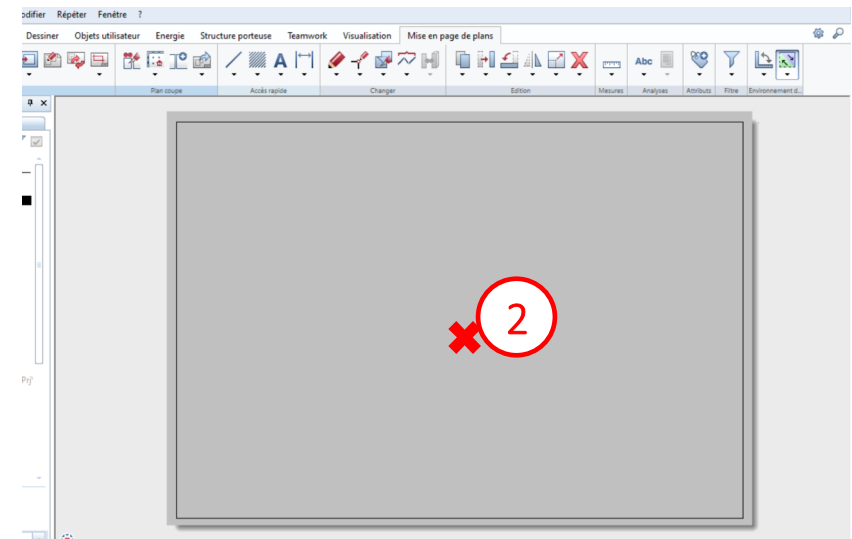 odifier Répéter Fenêtre ?
Dessiner Objets utilisateur Energie Structure porteuse Teamwork Visualisation Mise en page de plans
A Abc
Plan coupe Accès rapide Changer Edition Mesures Analyses Attributs Filtre Environnement d...
2
Prj